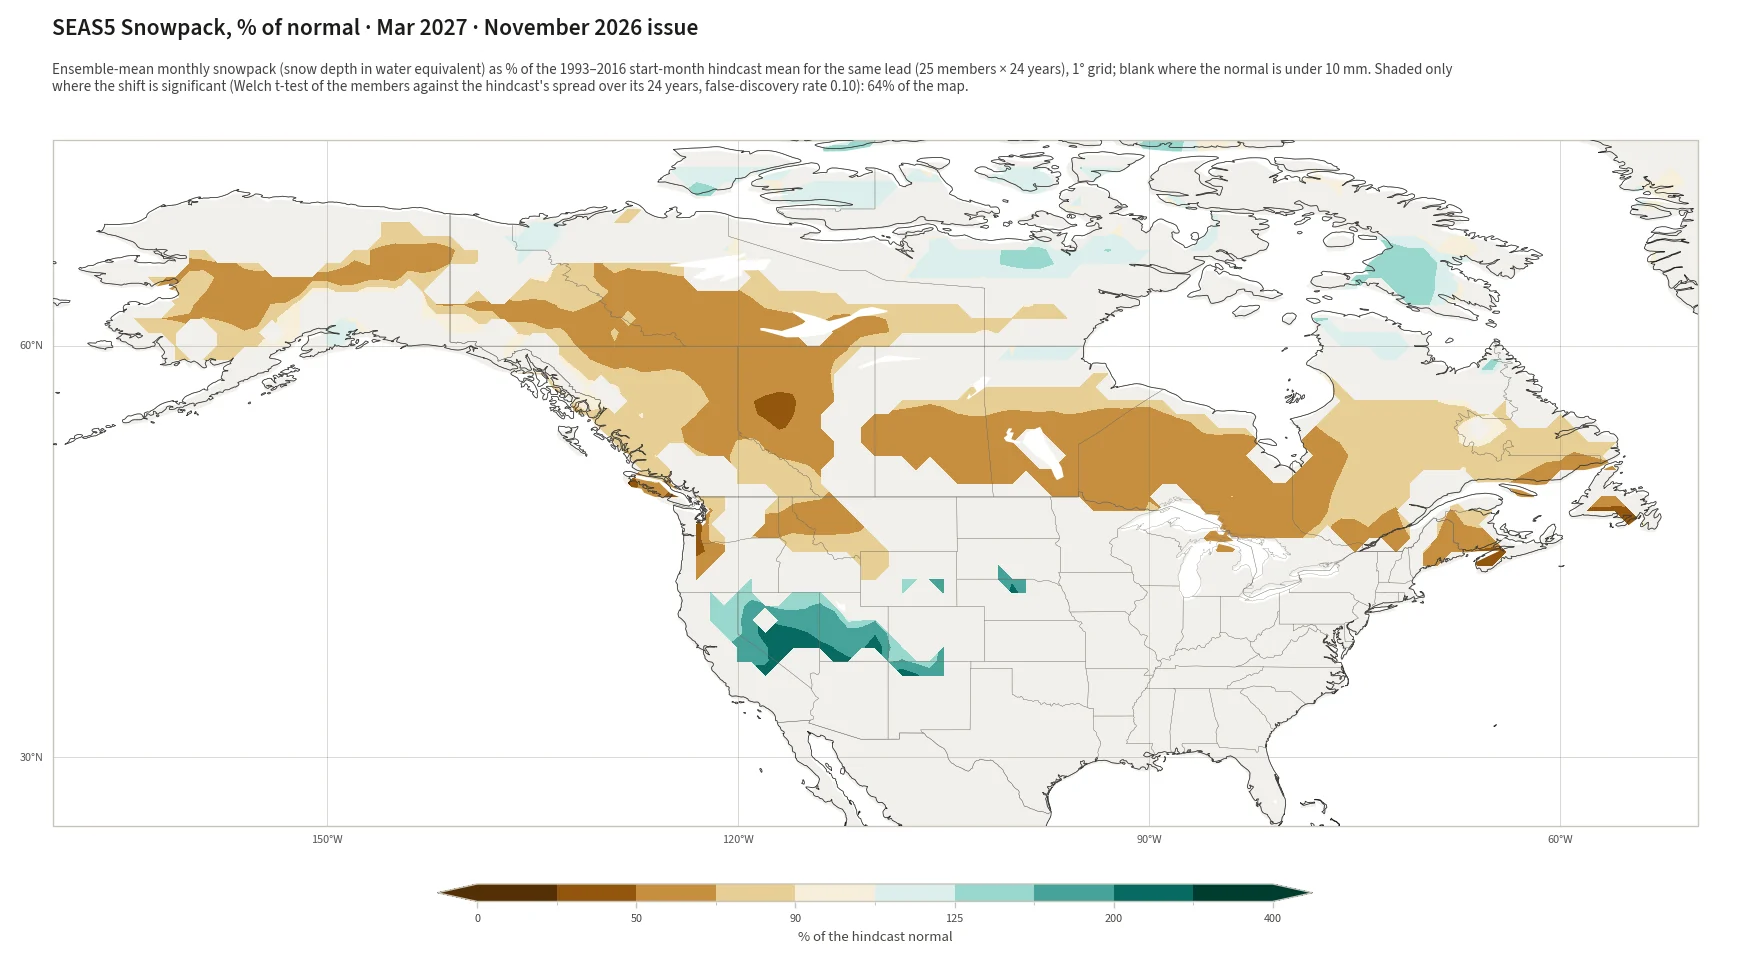 SEAS5 Snowpack, % of normal · Mar 2027 · November 2026 issue
Ensemble-mean monthly snowpack (snow depth in water equivalent) as % of the 1993–2016 start-month hindcast mean for the same lead (25 members × 24 years), 1° grid; blank where the normal is under 10 mm. Shaded only
where the shift is significant (Welch t-test of the members against the hindcast's spread over its 24 years, false-discovery rate 0.10): 64% of the map.
60°N
30°N
150°W 120°W 90°W 60°W
0 50 90 125 200 400
% of the hindcast normal